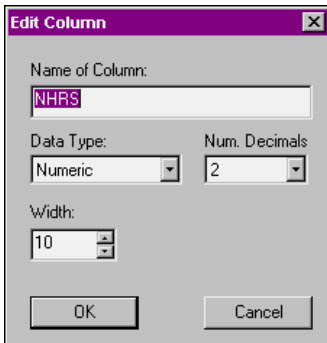 Edit Column
Name of Column:
NHRS
Data Type: Num. Decimals
Numeric 2
Width:
10
OK Cancel